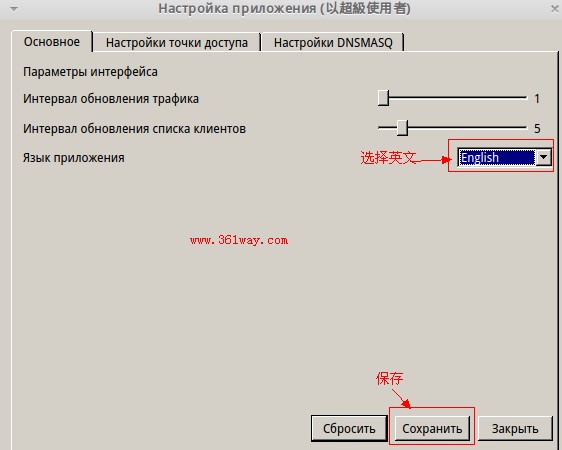 Настройка приложения (以超級使用者)
Основное Настройки точки доступа Настройки DNSMASQ
Параметры интерфейса
Интервал обновления трафика 1
Интервал обновления списка клиентов 5
Язык приложения 选择英文 English
www.361way.com
保存
Сбросить Сохранить Закрыть